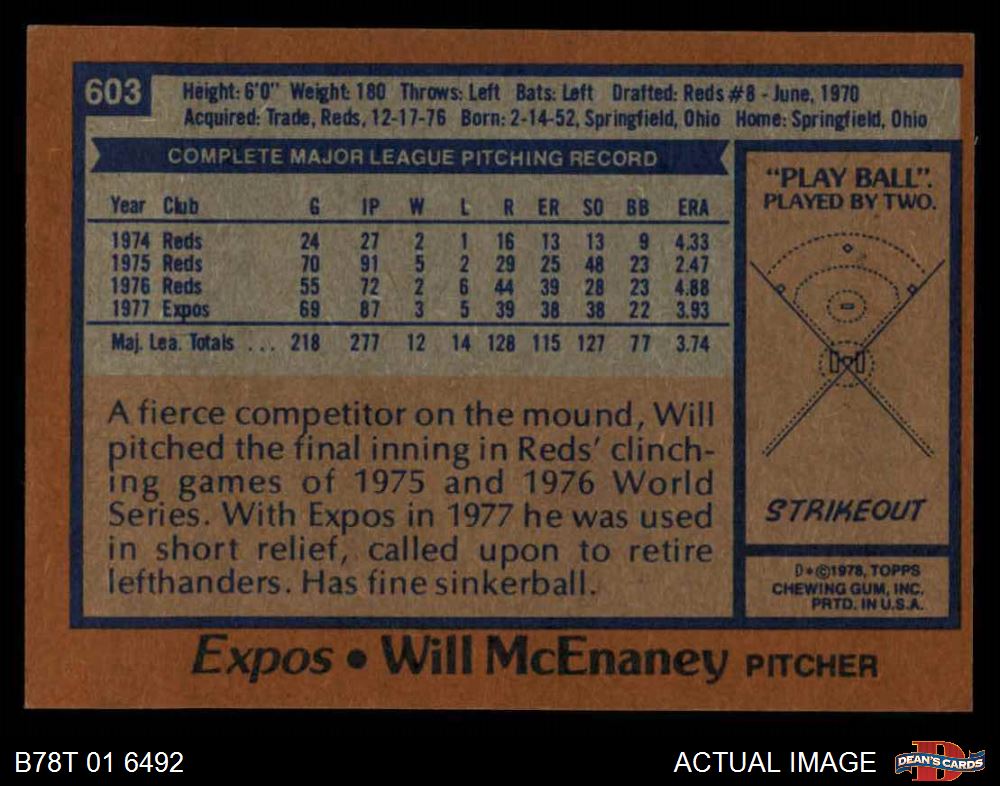 603
Height: 6'0" Weight: 180 Throws: Left Bats: Left Drafted: Reds #8 - June, 1970
Acquired: Trade, Reds, 12-17-76 Born: 2-14-52, Springfield, Ohio Home: Springfield, Ohio
COMPLETE MAJOR LEAGUE PITCHING RECORD
Year Club G IP W L R ER SO BB ERA
1974 Reds 24 27 2 1 16 13 13 9 4.33
1975 Reds 70 91 5 2 29 25 48 23 2.47
1976 Reds 55 72 2 6 44 39 28 23 4.88
1977 Expos 69 87 3 5 39 38 38 22 3.93
Maj. Lea. Totals ... 218 277 12 14 128 115 127 77 3.74
A fierce competitor on the mound, Will
pitched the final inning in Reds' clinch-
ing games of 1975 and 1976 World
Series. With Expos in 1977 he was used
in short relief, called upon to retire
lefthanders. Has fine sinkerball.
"PLAY BALL".
PLAYED BY TWO.
STRIKEOUT
D*©1978, TOPPS
CHEWING GUM, INC.
PRTD. IN U.S.A.
Expos • Will McEnaney PITCHER
B78T 01 6492
ACTUAL IMAGE
D
DEAN'S CARDS